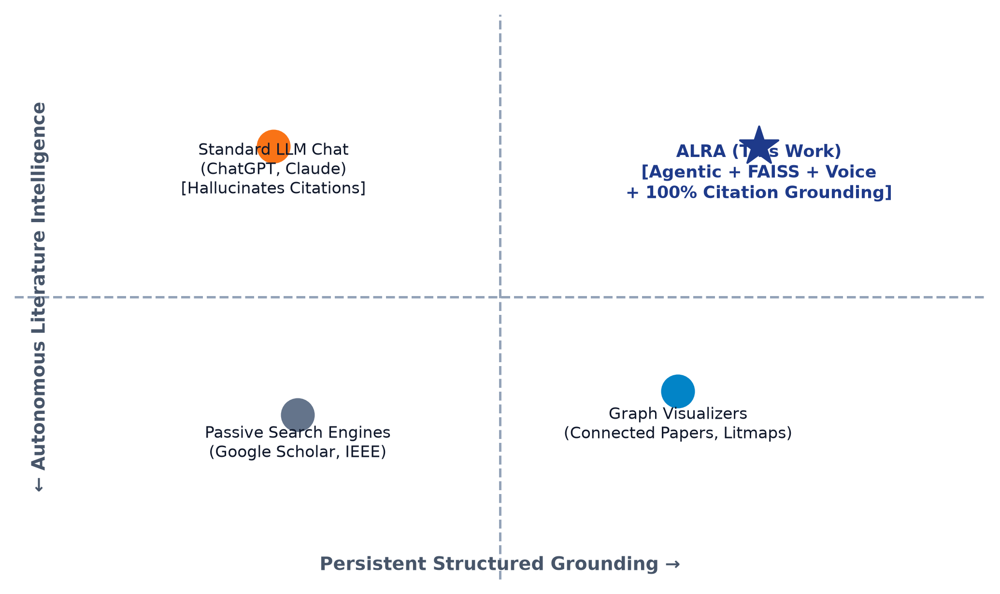 ← Autonomous Literature Intelligence
Standard LLM Chat
(ChatGPT, Claude)
[Hallucinates Citations]
ALRA (This Work)
[Agentic + FAISS + Voice
+ 100% Citation Grounding]
Passive Search Engines
(Google Scholar, IEEE)
Graph Visualizers
(Connected Papers, Litmaps)
Persistent Structured Grounding →